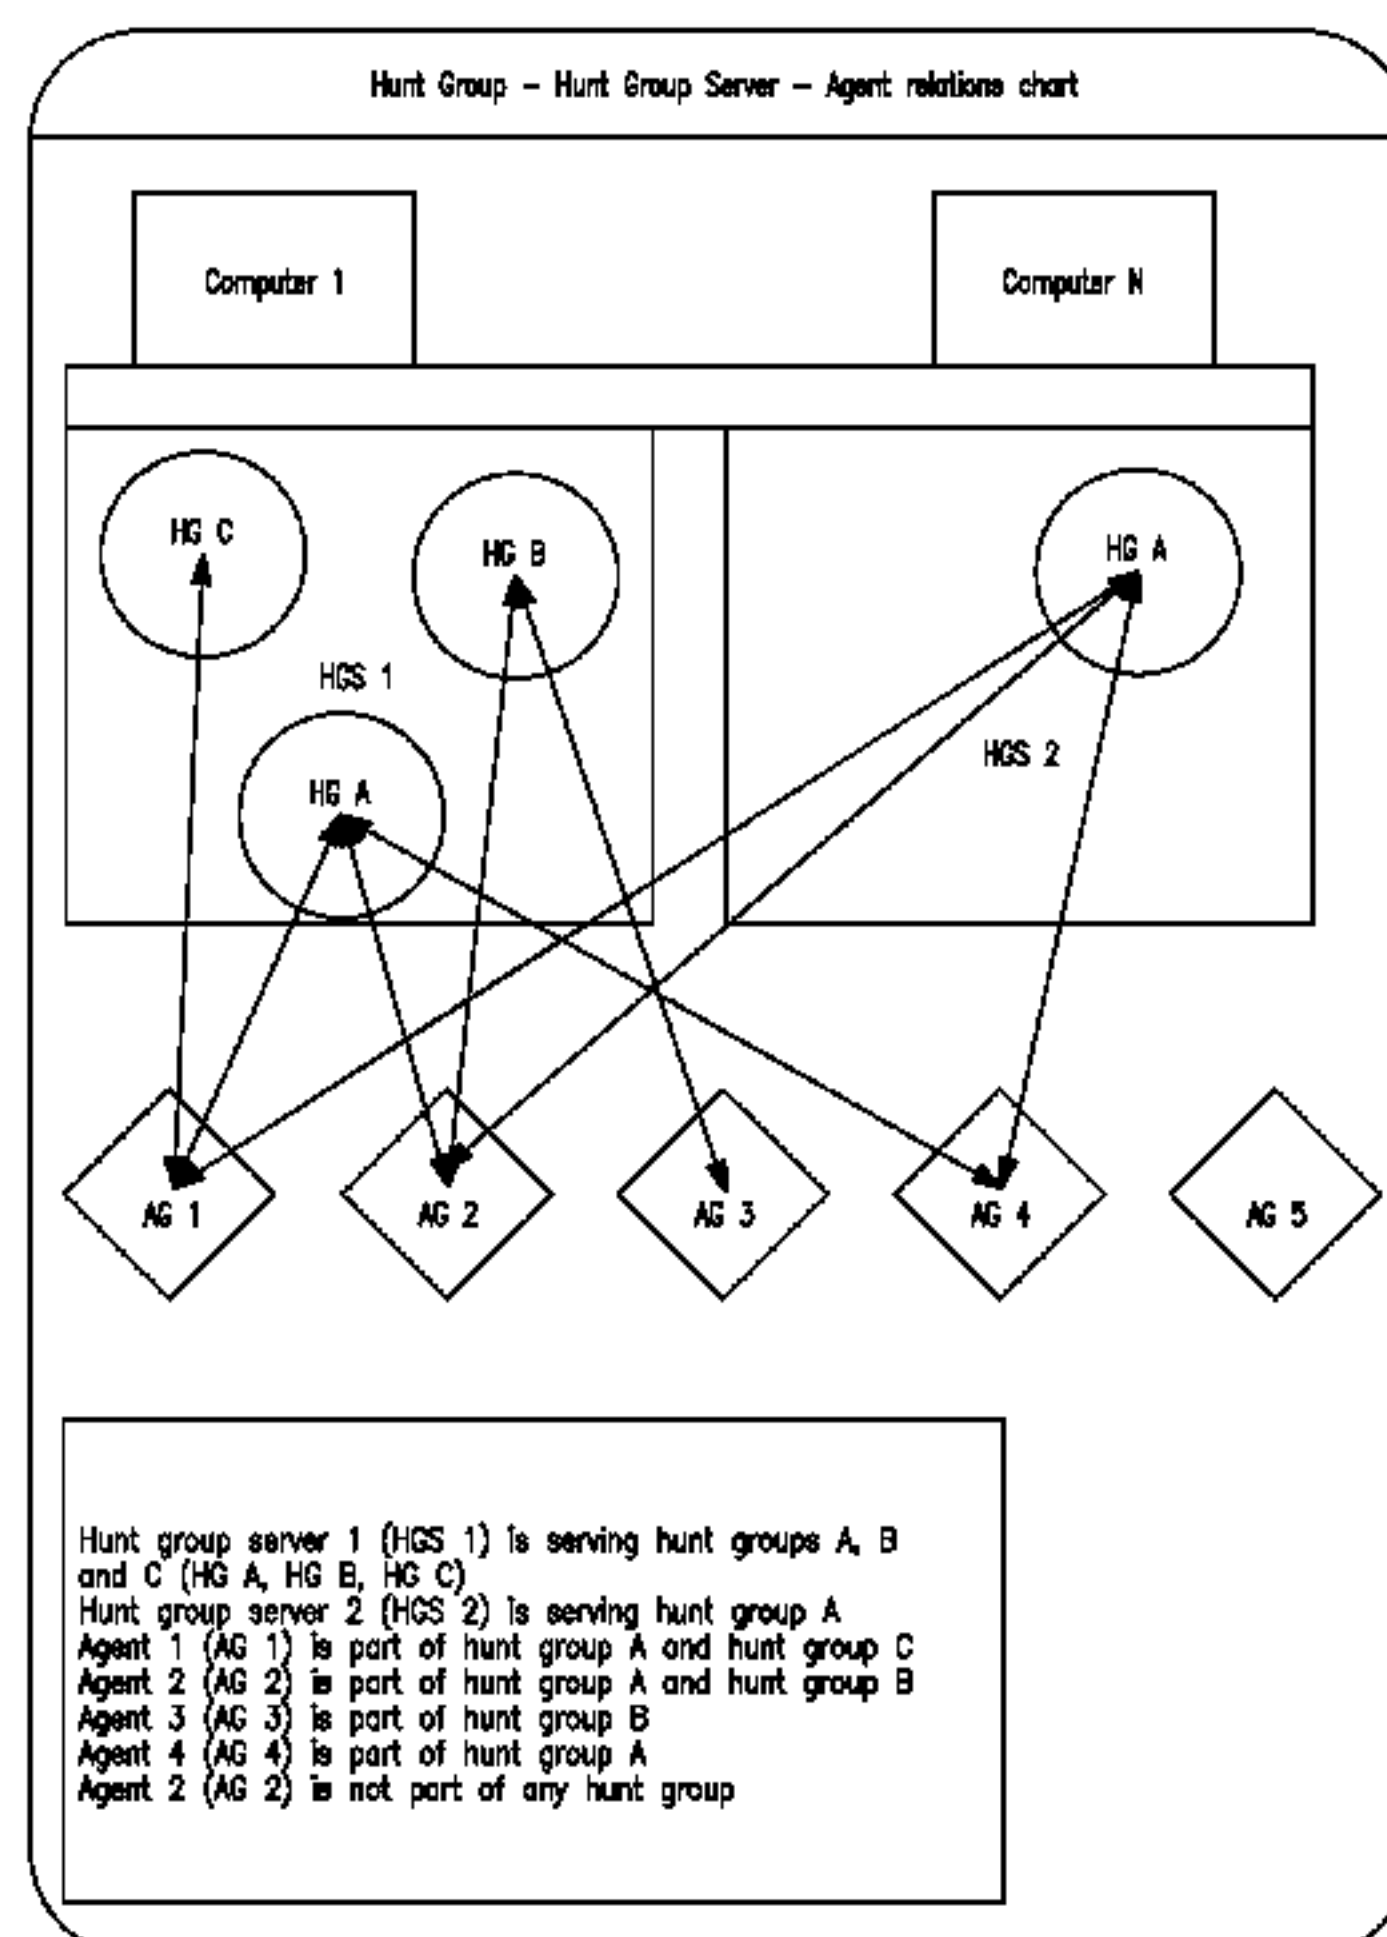 Hunt Group – Hunt Group Server – Agent relations chart
Computer 1
Computer N
HG C
HG B
HG A
HGS 1
HGS 2
HG A
AG 1
AG 2
AG 3
AG 4
AG 5
Hunt group server 1 (HGS 1) is serving hunt groups A, B
and C (HG A, HG B, HG C)
Hunt group server 2 (HGS 2) is serving hunt group A
Agent 1 (AG 1) is part of hunt group A and hunt group C
Agent 2 (AG 2) is part of hunt group A and hunt group B
Agent 3 (AG 3) is part of hunt group B
Agent 4 (AG 4) is part of hunt group A
Agent 2 (AG 2) is not part of any hunt group